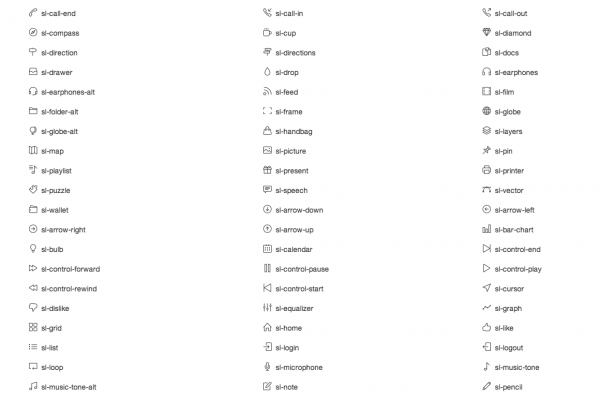 sl-call-end sl-call-in sl-call-out
sl-compass sl-cup sl-diamond
sl-direction sl-directions sl-docs
sl-drawer sl-drop sl-earphones
sl-earphones-alt sl-feed sl-film
sl-folder-alt sl-frame sl-globe
sl-globe-alt sl-handbag sl-layers
sl-map sl-picture sl-pin
sl-playlist sl-present sl-printer
sl-puzzle sl-speech sl-vector
sl-wallet sl-arrow-down sl-arrow-left
sl-arrow-right sl-arrow-up sl-bar-chart
sl-bulb sl-calendar sl-control-end
sl-control-forward sl-control-pause sl-control-play
sl-control-rewind sl-control-start sl-cursor
sl-dislike sl-equalizer sl-graph
sl-grid sl-home sl-like
sl-list sl-login sl-logout
sl-loop sl-microphone sl-music-tone
sl-music-tone-alt sl-note sl-pencil